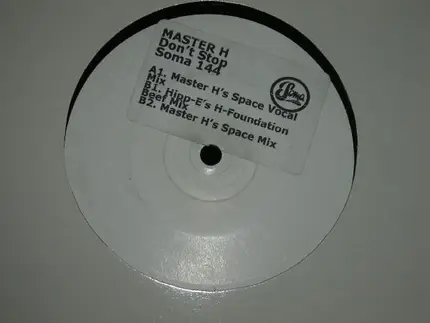 MASTER H
Don't Stop
Soma 144
A1. Master H's Space Vocal
Mix
B1. Hipp-E's H-Foundation
Beef Mix
B2. Master H's Space Mix
Soma